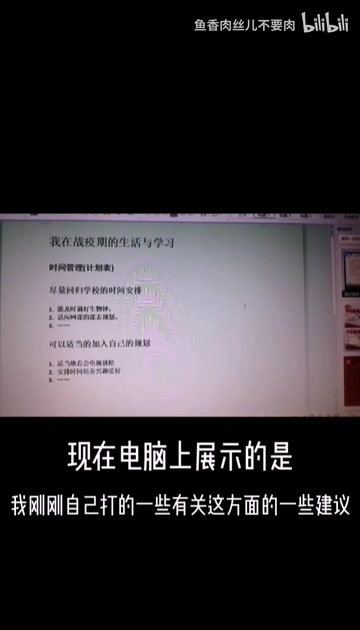 鱼香肉丝儿不要肉 bilibili
我在战疫期的生活与学习
时间管理(计划表)
尽量回归学校的时间安排
1. 能及时调好生物钟。
2. 适应网课的课表规划。
3. ······
可以适当的加入自己的规划
1. 适当地看会电视放松
2. 安排时间培养兴趣爱好
3. ······
现在电脑上展示的是
我刚刚自己打的一些有关这方面的一些建议